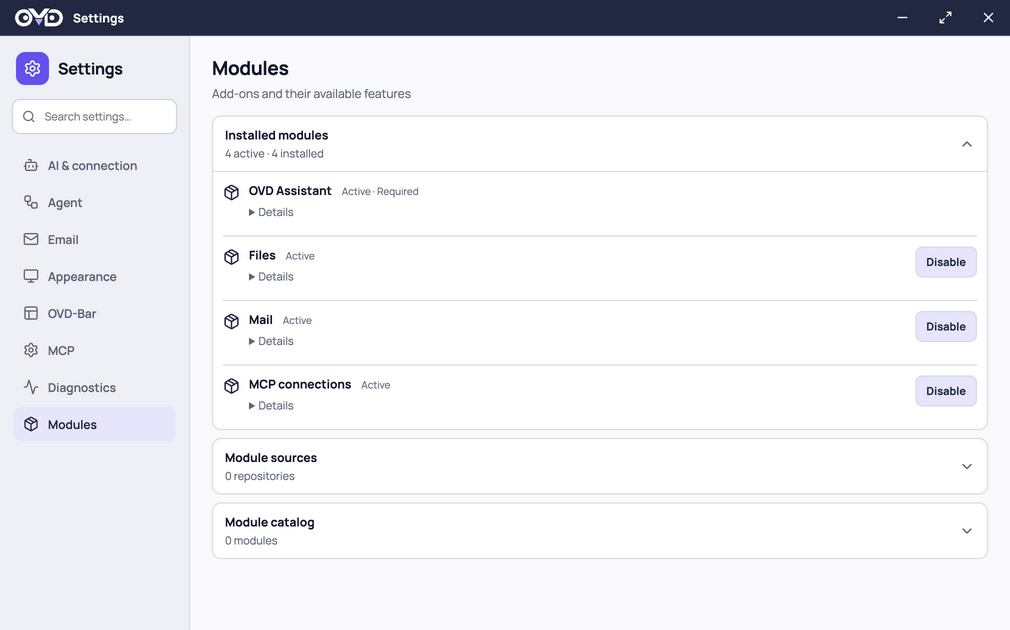 OVD Settings
Settings
Search settings...
AI & connection
Agent
Email
Appearance
OVD-Bar
MCP
Diagnostics
Modules
Modules
Add-ons and their available features
Installed modules
4 active · 4 installed
OVD Assistant Active · Required
Details
Files Active
Disable
Details
Mail Active
Disable
Details
MCP connections Active
Disable
Details
Module sources
0 repositories
Module catalog
0 modules